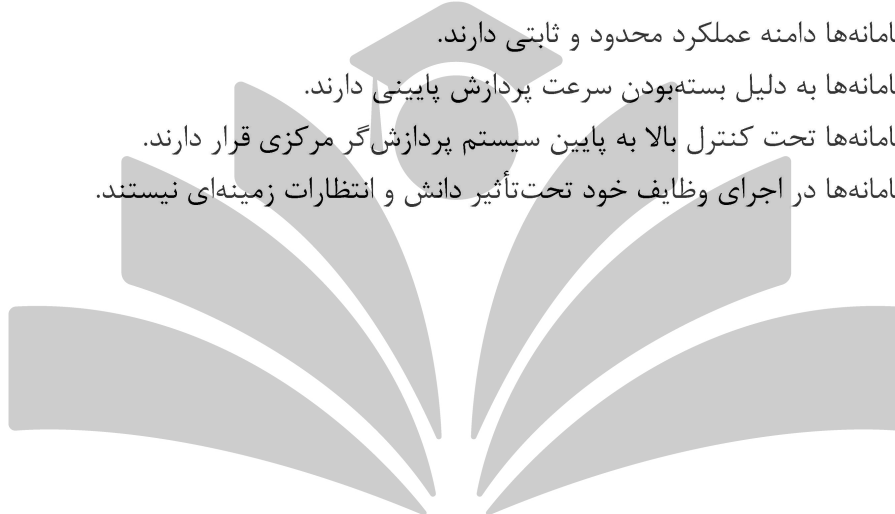 امانه‌ها دامنه عملکرد محدود و ثابتی دارند.
امانه‌ها به دلیل بسته‌بودن سرعت پردازش پایینی دارند.
امانه‌ها تحت کنترل بالا به پایین سیستم پردازش‌گر مرکزی قرار دارند.
امانه‌ها در اجرای وظایف خود تحت‌تأثیر دانش و انتظارات زمینه‌ای نیستند.